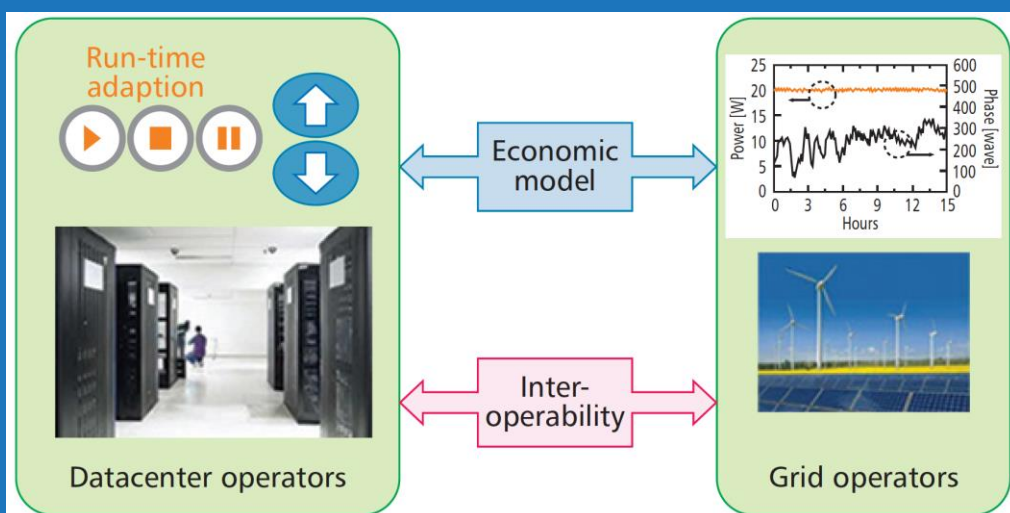 Run-time
adaption
Datacenter operators
Economic
model
Inter-
operability
25
20
15
10
5
0
Power [W]
600
500
400
300
200
100
0
Phase [wave]
0 3 6 9 12 15
Hours
Grid operators